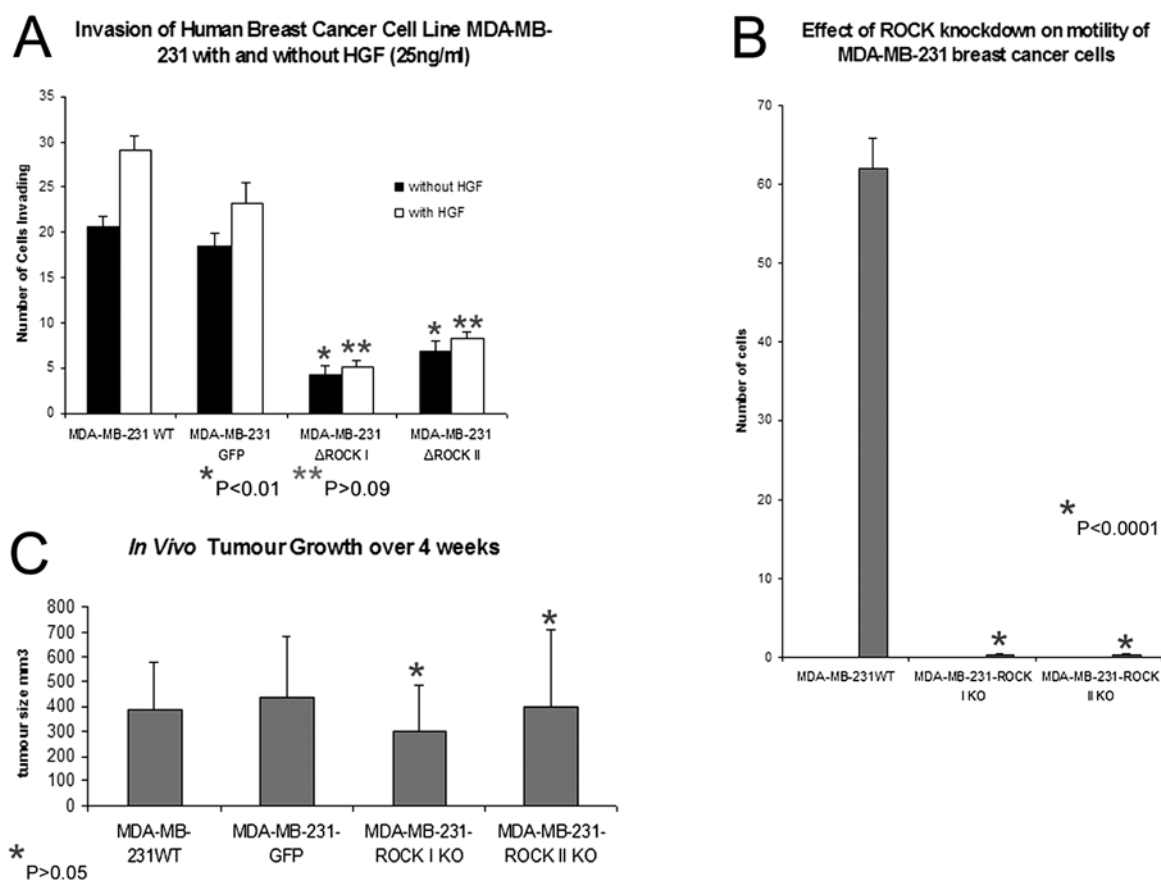 A
Invasion of Human Breast Cancer Cell Line MDA-MB-
231 with and without HGF (25ng/ml)
35
30
25
20
15
10
5
0
Number of Cells Invading
without HGF
with HGF
* ** * **
MDA-MB-231 WT MDA-MB-231 MDA-MB-231 MDA-MB-231
GFP ΔROCK I ΔROCK II
* P<0.01 ** P>0.09
B
Effect of ROCK knockdown on motility of
MDA-MB-231 breast cancer cells
70
60
50
40
30
20
10
0
Number of cells
*
P<0.0001
* *
MDA-MB-231WT MDA-MB-231-ROCK MDA-MB-231-ROCK
I KO II KO
C
In Vivo Tumour Growth over 4 weeks
800
700
600
500
400
300
200
100
0
tumour size mm3
* *
MDA-MB- MDA-MB-231- MDA-MB-231- MDA-MB-231-
231WT GFP ROCK I KO ROCK II KO
* P>0.05